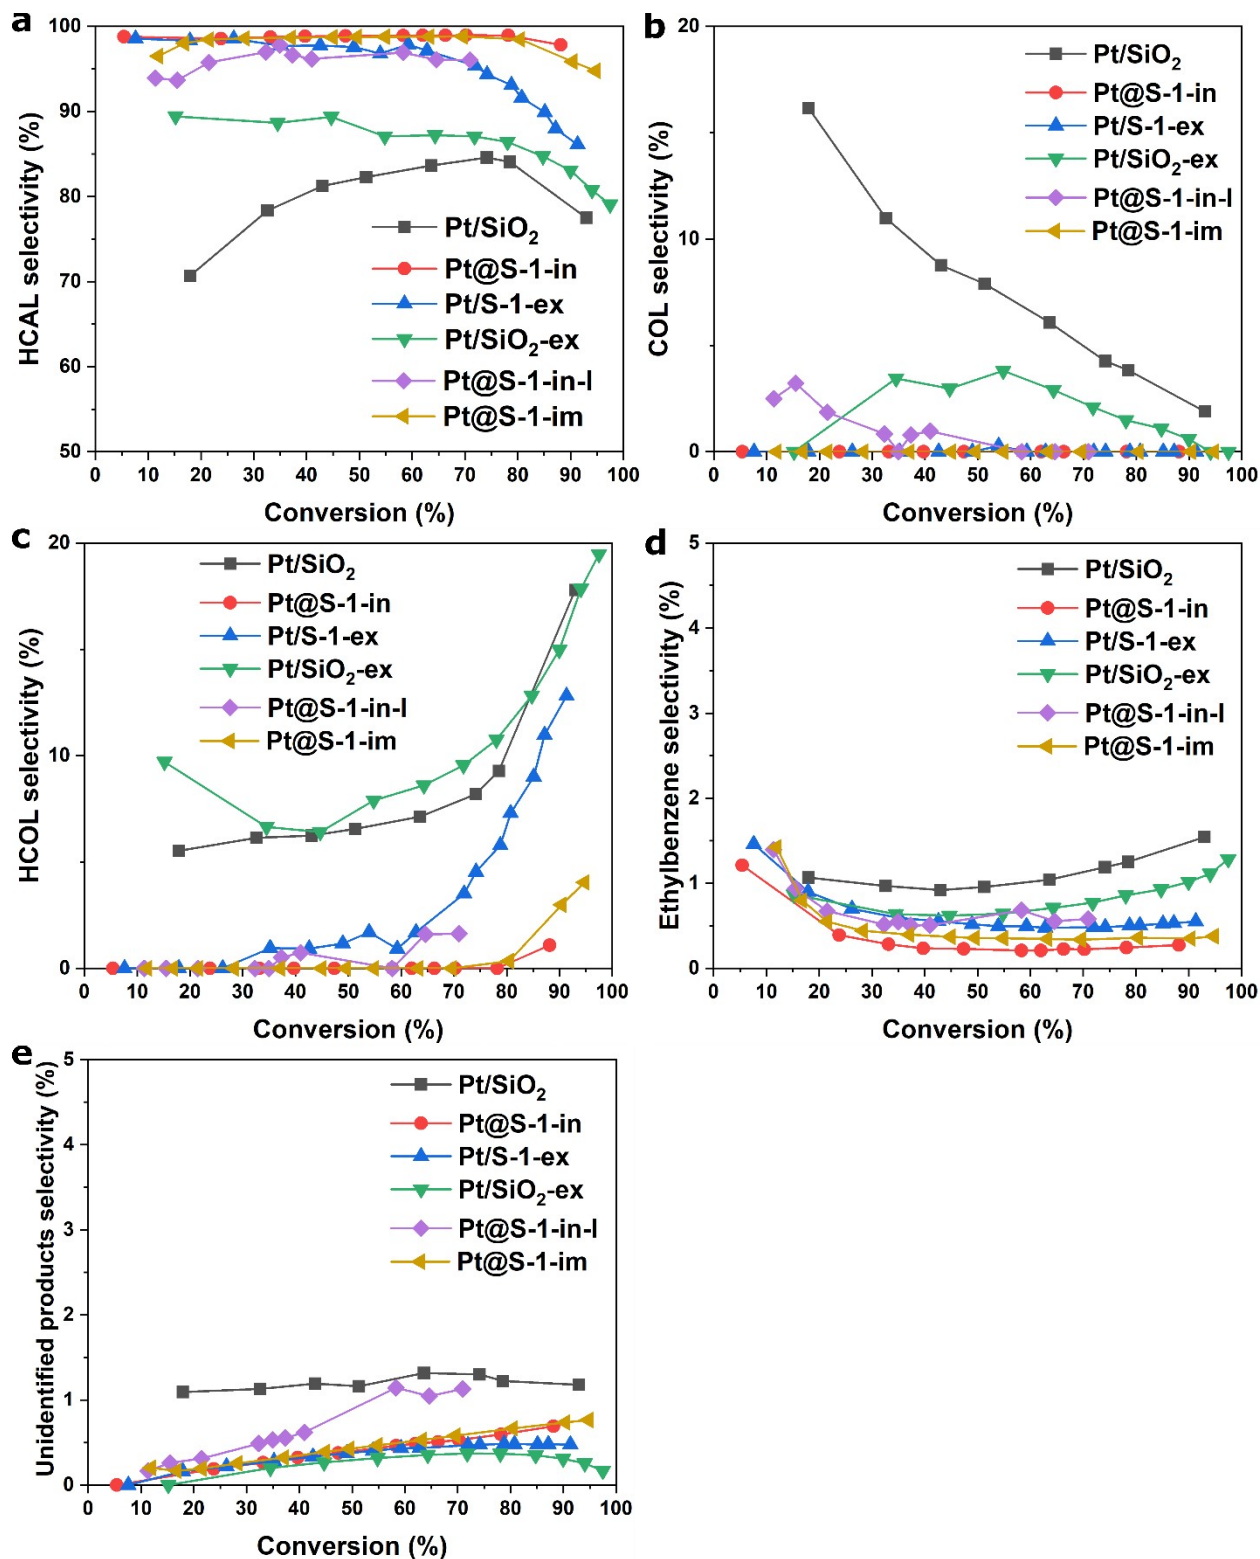 a
HCAL selectivity (%)
100
90
80
70
60
50
0 10 20 30 40 50 60 70 80 90 100
Conversion (%)
Pt/SiO₂
Pt@S-1-in
Pt/S-1-ex
Pt/SiO₂-ex
Pt@S-1-in-l
Pt@S-1-im
b
COL selectivity (%)
20
10
0
0 10 20 30 40 50 60 70 80 90 100
Conversion (%)
Pt/SiO₂
Pt@S-1-in
Pt/S-1-ex
Pt/SiO₂-ex
Pt@S-1-in-l
Pt@S-1-im
c
HCOL selectivity (%)
20
10
0
0 10 20 30 40 50 60 70 80 90 100
Conversion (%)
Pt/SiO₂
Pt@S-1-in
Pt/S-1-ex
Pt/SiO₂-ex
Pt@S-1-in-l
Pt@S-1-im
d
Ethylbenzene selectivity (%)
5
4
3
2
1
0
0 10 20 30 40 50 60 70 80 90 100
Conversion (%)
Pt/SiO₂
Pt@S-1-in
Pt/S-1-ex
Pt/SiO₂-ex
Pt@S-1-in-l
Pt@S-1-im
e
Unidentified products selectivity (%)
5
4
3
2
1
0
0 10 20 30 40 50 60 70 80 90 100
Conversion (%)
Pt/SiO₂
Pt@S-1-in
Pt/S-1-ex
Pt/SiO₂-ex
Pt@S-1-in-l
Pt@S-1-im